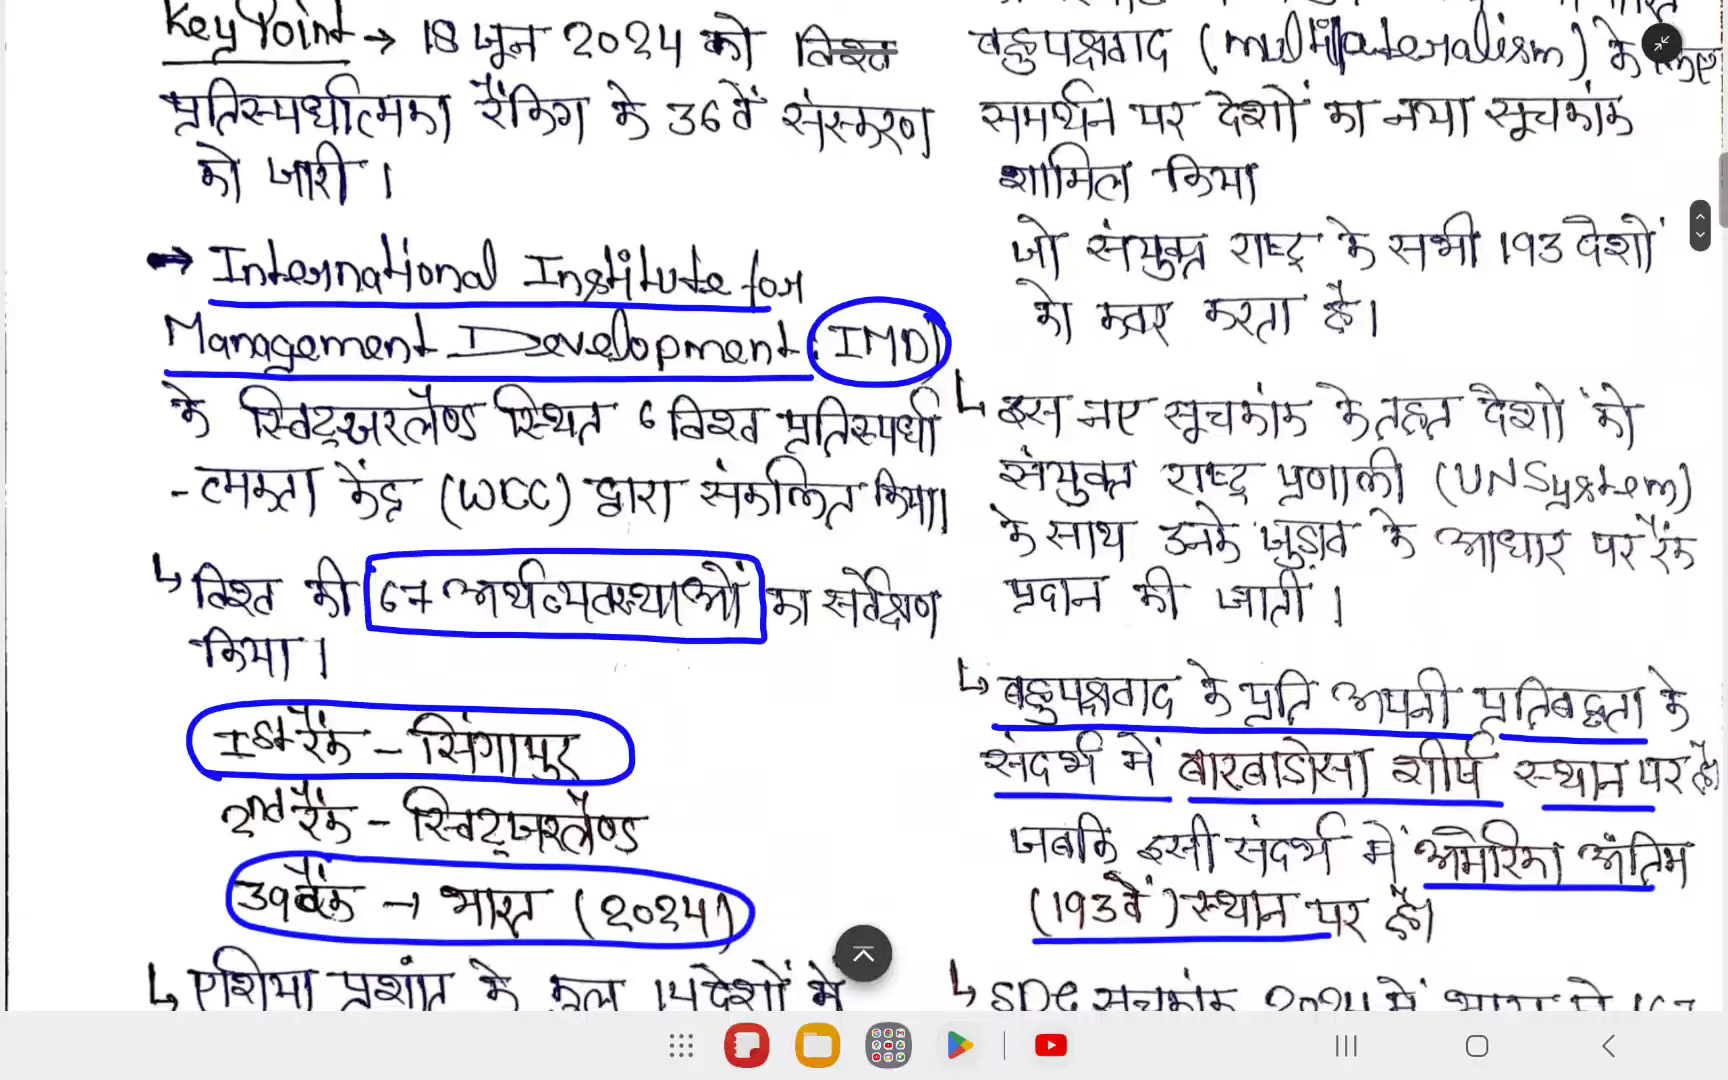 Key Point → 18 जून 2024 को विश्व
प्रतिस्पर्धात्मकता रैंकिंग के 36 वें संस्करण
को जारी ।
→ International Institute for
Management Development (IMD)
के स्विट्जरलैण्ड स्थित 6 विश्व प्रतिस्पर्धा
-त्मकता केंद्र (WCC) द्वारा संकलित किया।
↳ विश्व की 67 अर्थव्यवस्थाओं का सर्वेक्षण
किया ।
Ist रैंक - सिंगापुर
2nd रैंक - स्विट्जरलैण्ड
39वें रैंक → भारत (2024)
↳ एशिया प्रशांत के कुल 14 देशों में
बहुपक्षवाद (multilateralism) के लिए
समर्थन पर देशों का नया सूचकांक
शामिल किया
जो संयुक्त राष्ट्र के सभी 193 देशों
को कवर करता है।
↳ इस नए सूचकांक के तहत देशों को
संयुक्त राष्ट्र प्रणाली (UN System)
के साथ उनके जुड़ाव के आधार पर रैंक
प्रदान की जाती ।
↳ बहुपक्षवाद के प्रति अपनी प्रतिबद्धता के
संदर्भ में बारबाडोसा शीर्ष स्थान पर है।
जबकि इसी संदर्भ में अमेरिका अंतिम
(193वें) स्थान पर है।
↳ SDG सूचकांक 2024 में भारत ने